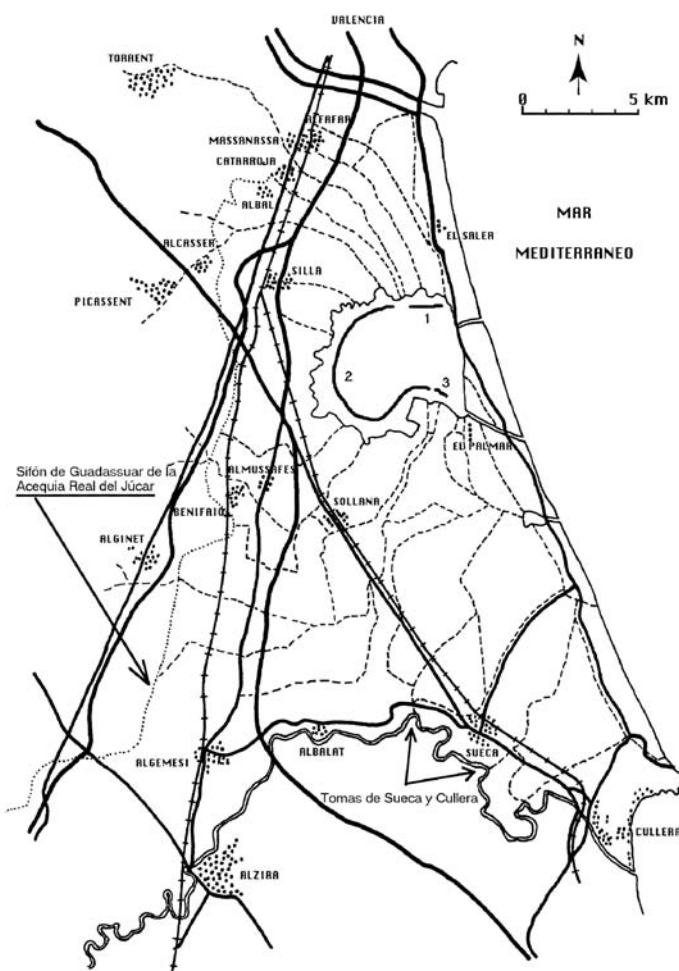 VALENCIA
N
TORRENT
0 5 km
ALFAFAR
MASSANASSA
CATARROJA
ALBAL
MAR
MEDITERRANEO
EL SALER
ALCASSER
SILLA
PICASSENT
1
2
3
EL PALMAR
Sifón de Guadassuar de la
Acequia Real del Júcar
ALMUSSAFES
SOLLANA
BENIFAIO
ALGINET
ALGEMESI
ALBALAT
SUECA
Tomas de Sueca y Cullera
CULLERA
ALZIRA